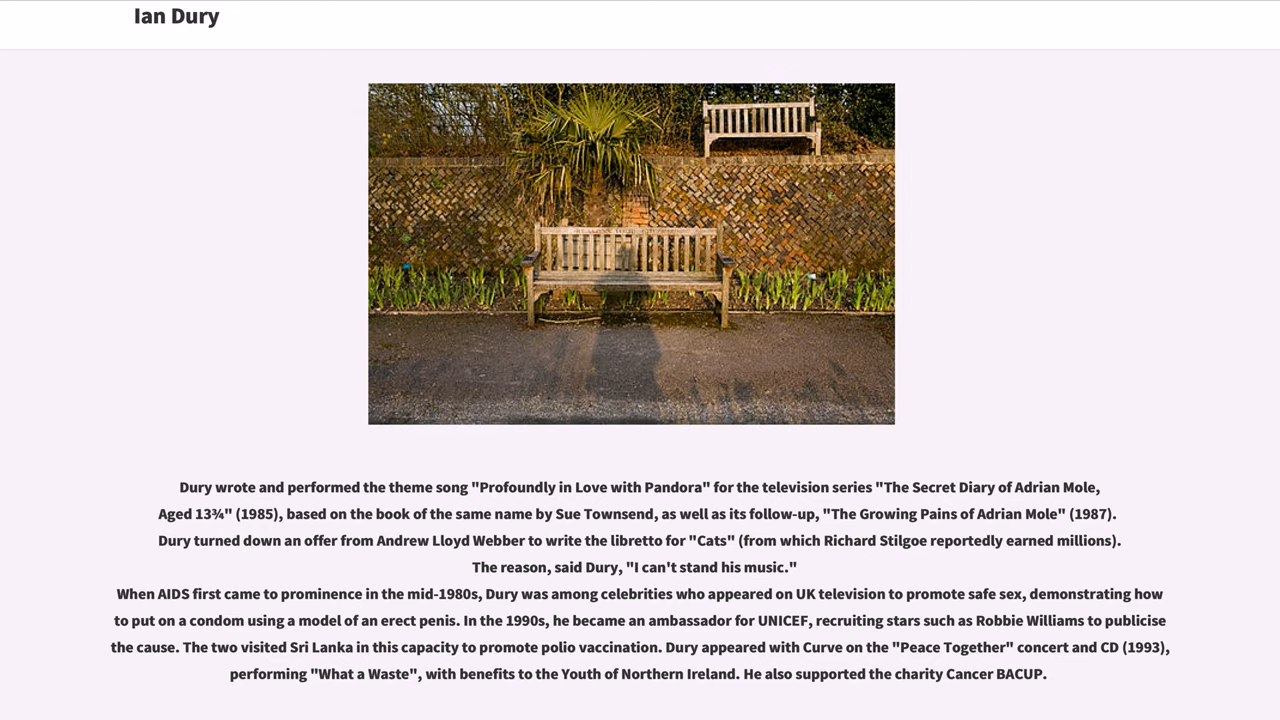 Ian Dury
Dury wrote and performed the theme song "Profoundly in Love with Pandora" for the television series "The Secret Diary of Adrian Mole,
Aged 13¾" (1985), based on the book of the same name by Sue Townsend, as well as its follow-up, "The Growing Pains of Adrian Mole" (1987).
Dury turned down an offer from Andrew Lloyd Webber to write the libretto for "Cats" (from which Richard Stilgoe reportedly earned millions).
The reason, said Dury, "I can't stand his music."
When AIDS first came to prominence in the mid-1980s, Dury was among celebrities who appeared on UK television to promote safe sex, demonstrating how
to put on a condom using a model of an erect penis. In the 1990s, he became an ambassador for UNICEF, recruiting stars such as Robbie Williams to publicise
the cause. The two visited Sri Lanka in this capacity to promote polio vaccination. Dury appeared with Curve on the "Peace Together" concert and CD (1993),
performing "What a Waste", with benefits to the Youth of Northern Ireland. He also supported the charity Cancer BACUP.